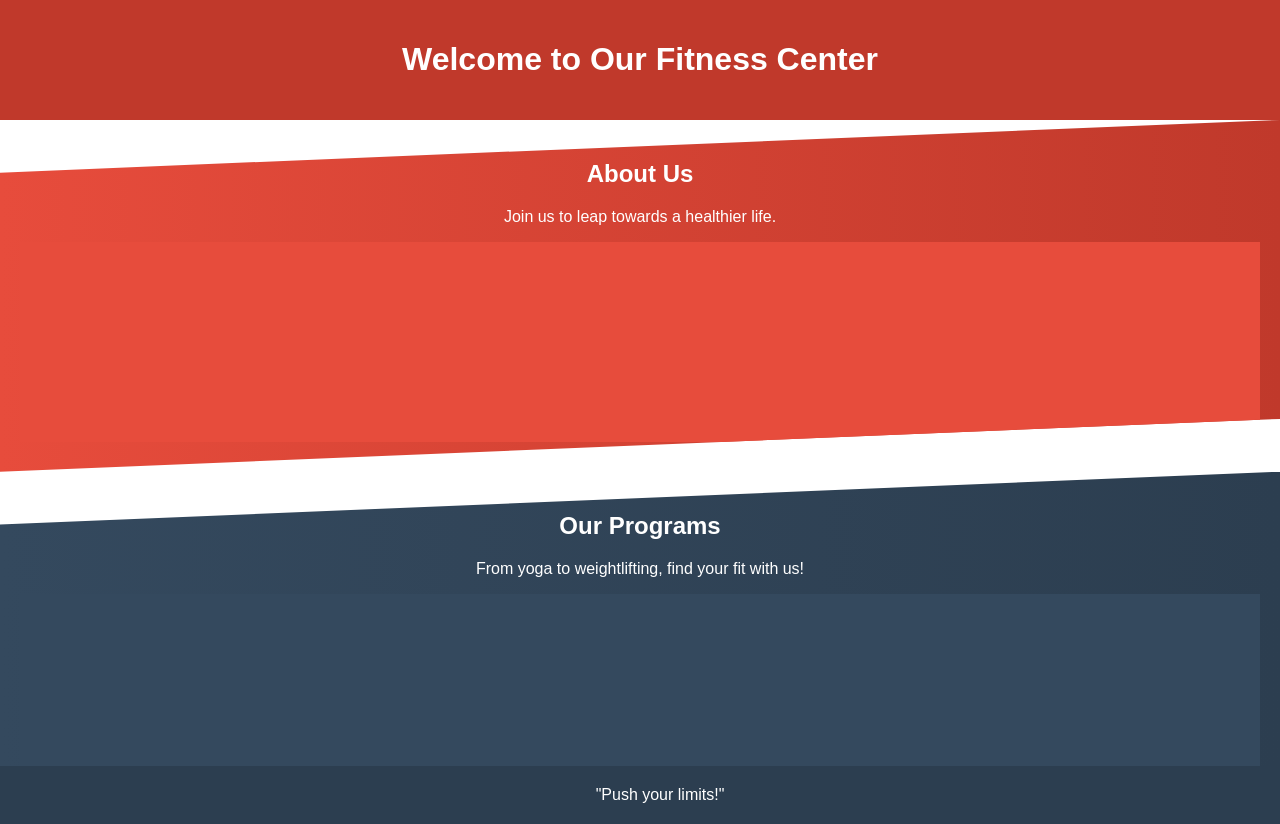 Welcome to Our Fitness Center
About Us
Join us to leap towards a healthier life.
Our Programs
From yoga to weightlifting, find your fit with us!
"Push your limits!"